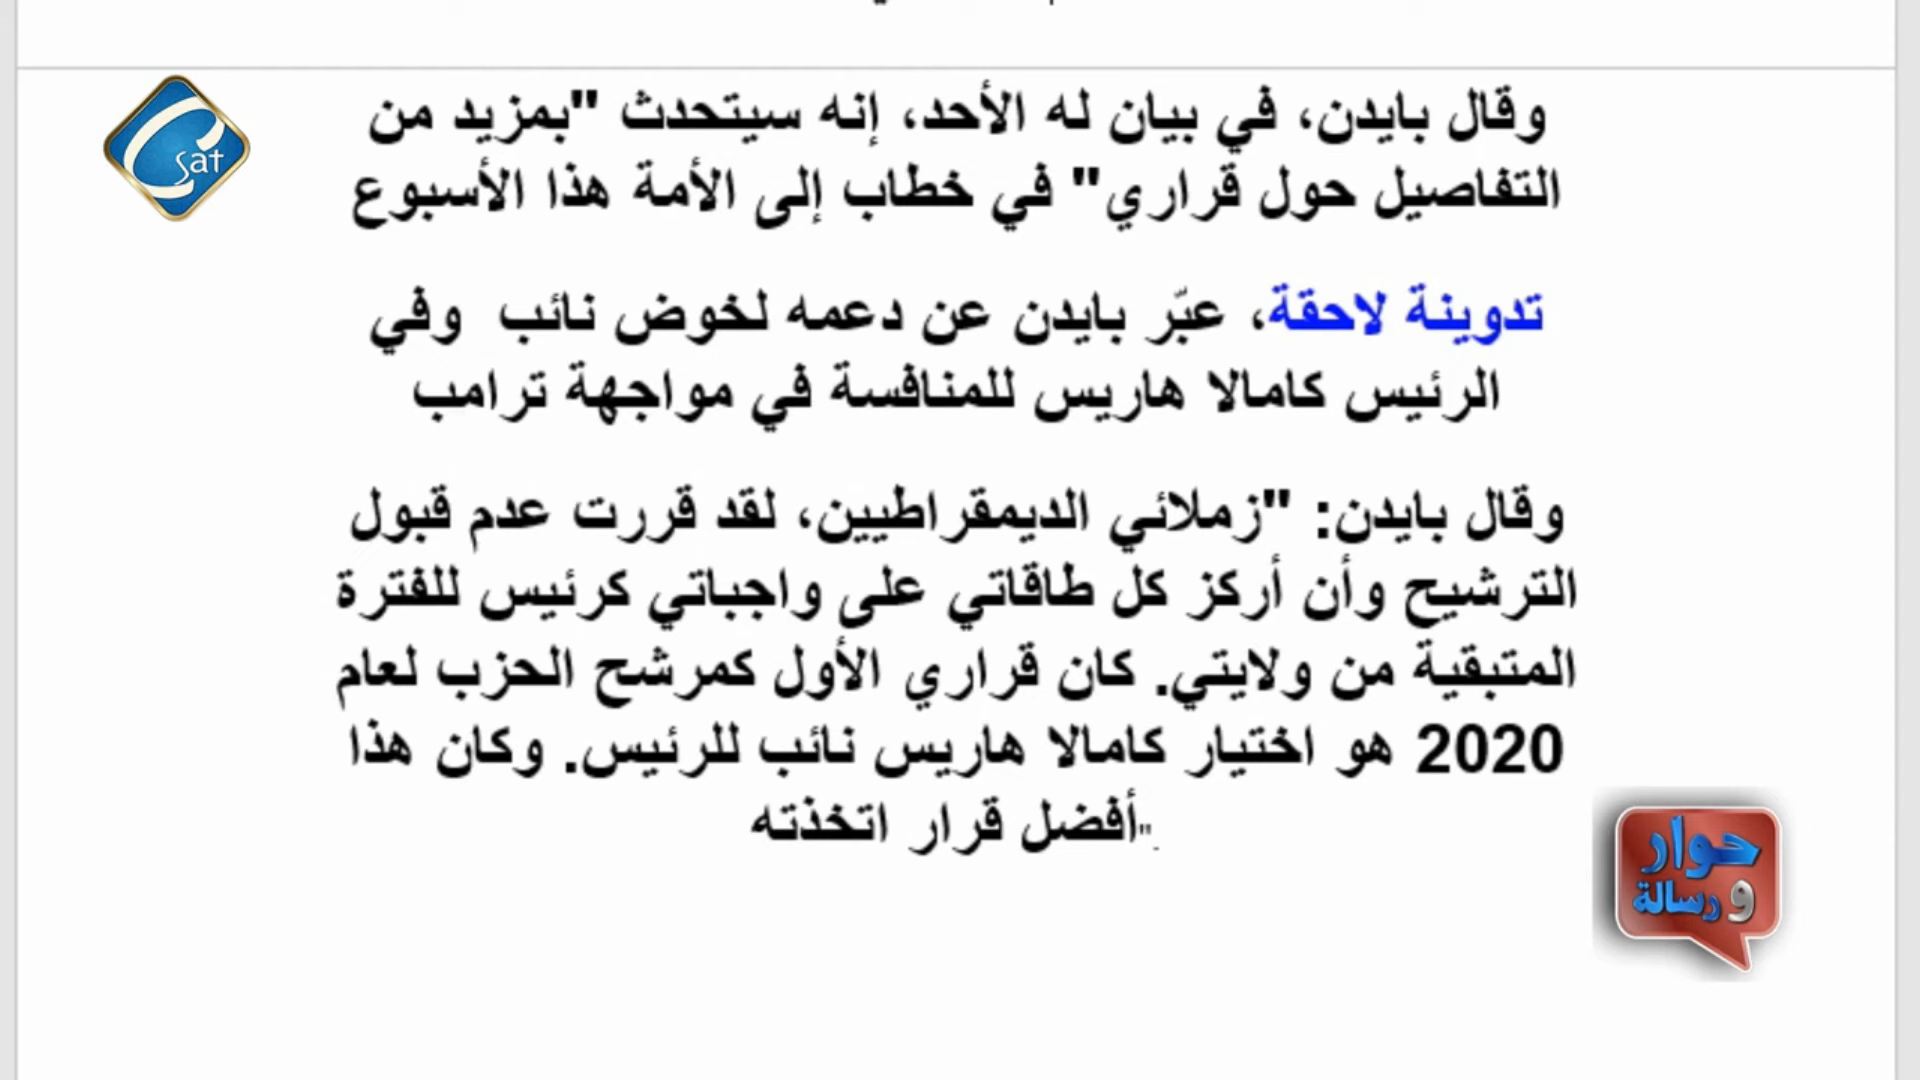 وقال بايدن، في بيان له الأحد، إنه سيتحدث "بمزيد من
التفاصيل حول قراري" في خطاب إلى الأمة هذا الأسبوع
تدوينة لاحقة، عبّر بايدن عن دعمه لخوض نائب وفي
الرئيس كامالا هاريس للمنافسة في مواجهة ترامب
وقال بايدن: "زملائي الديمقراطيين، لقد قررت عدم قبول
الترشيح وأن أركز كل طاقاتي على واجباتي كرئيس للفترة
المتبقية من ولايتي. كان قراري الأول كمرشح الحزب لعام
2020 هو اختيار كامالا هاريس نائب للرئيس. وكان هذا
."أفضل قرار اتخذته
C sat
حوار
و رسالة